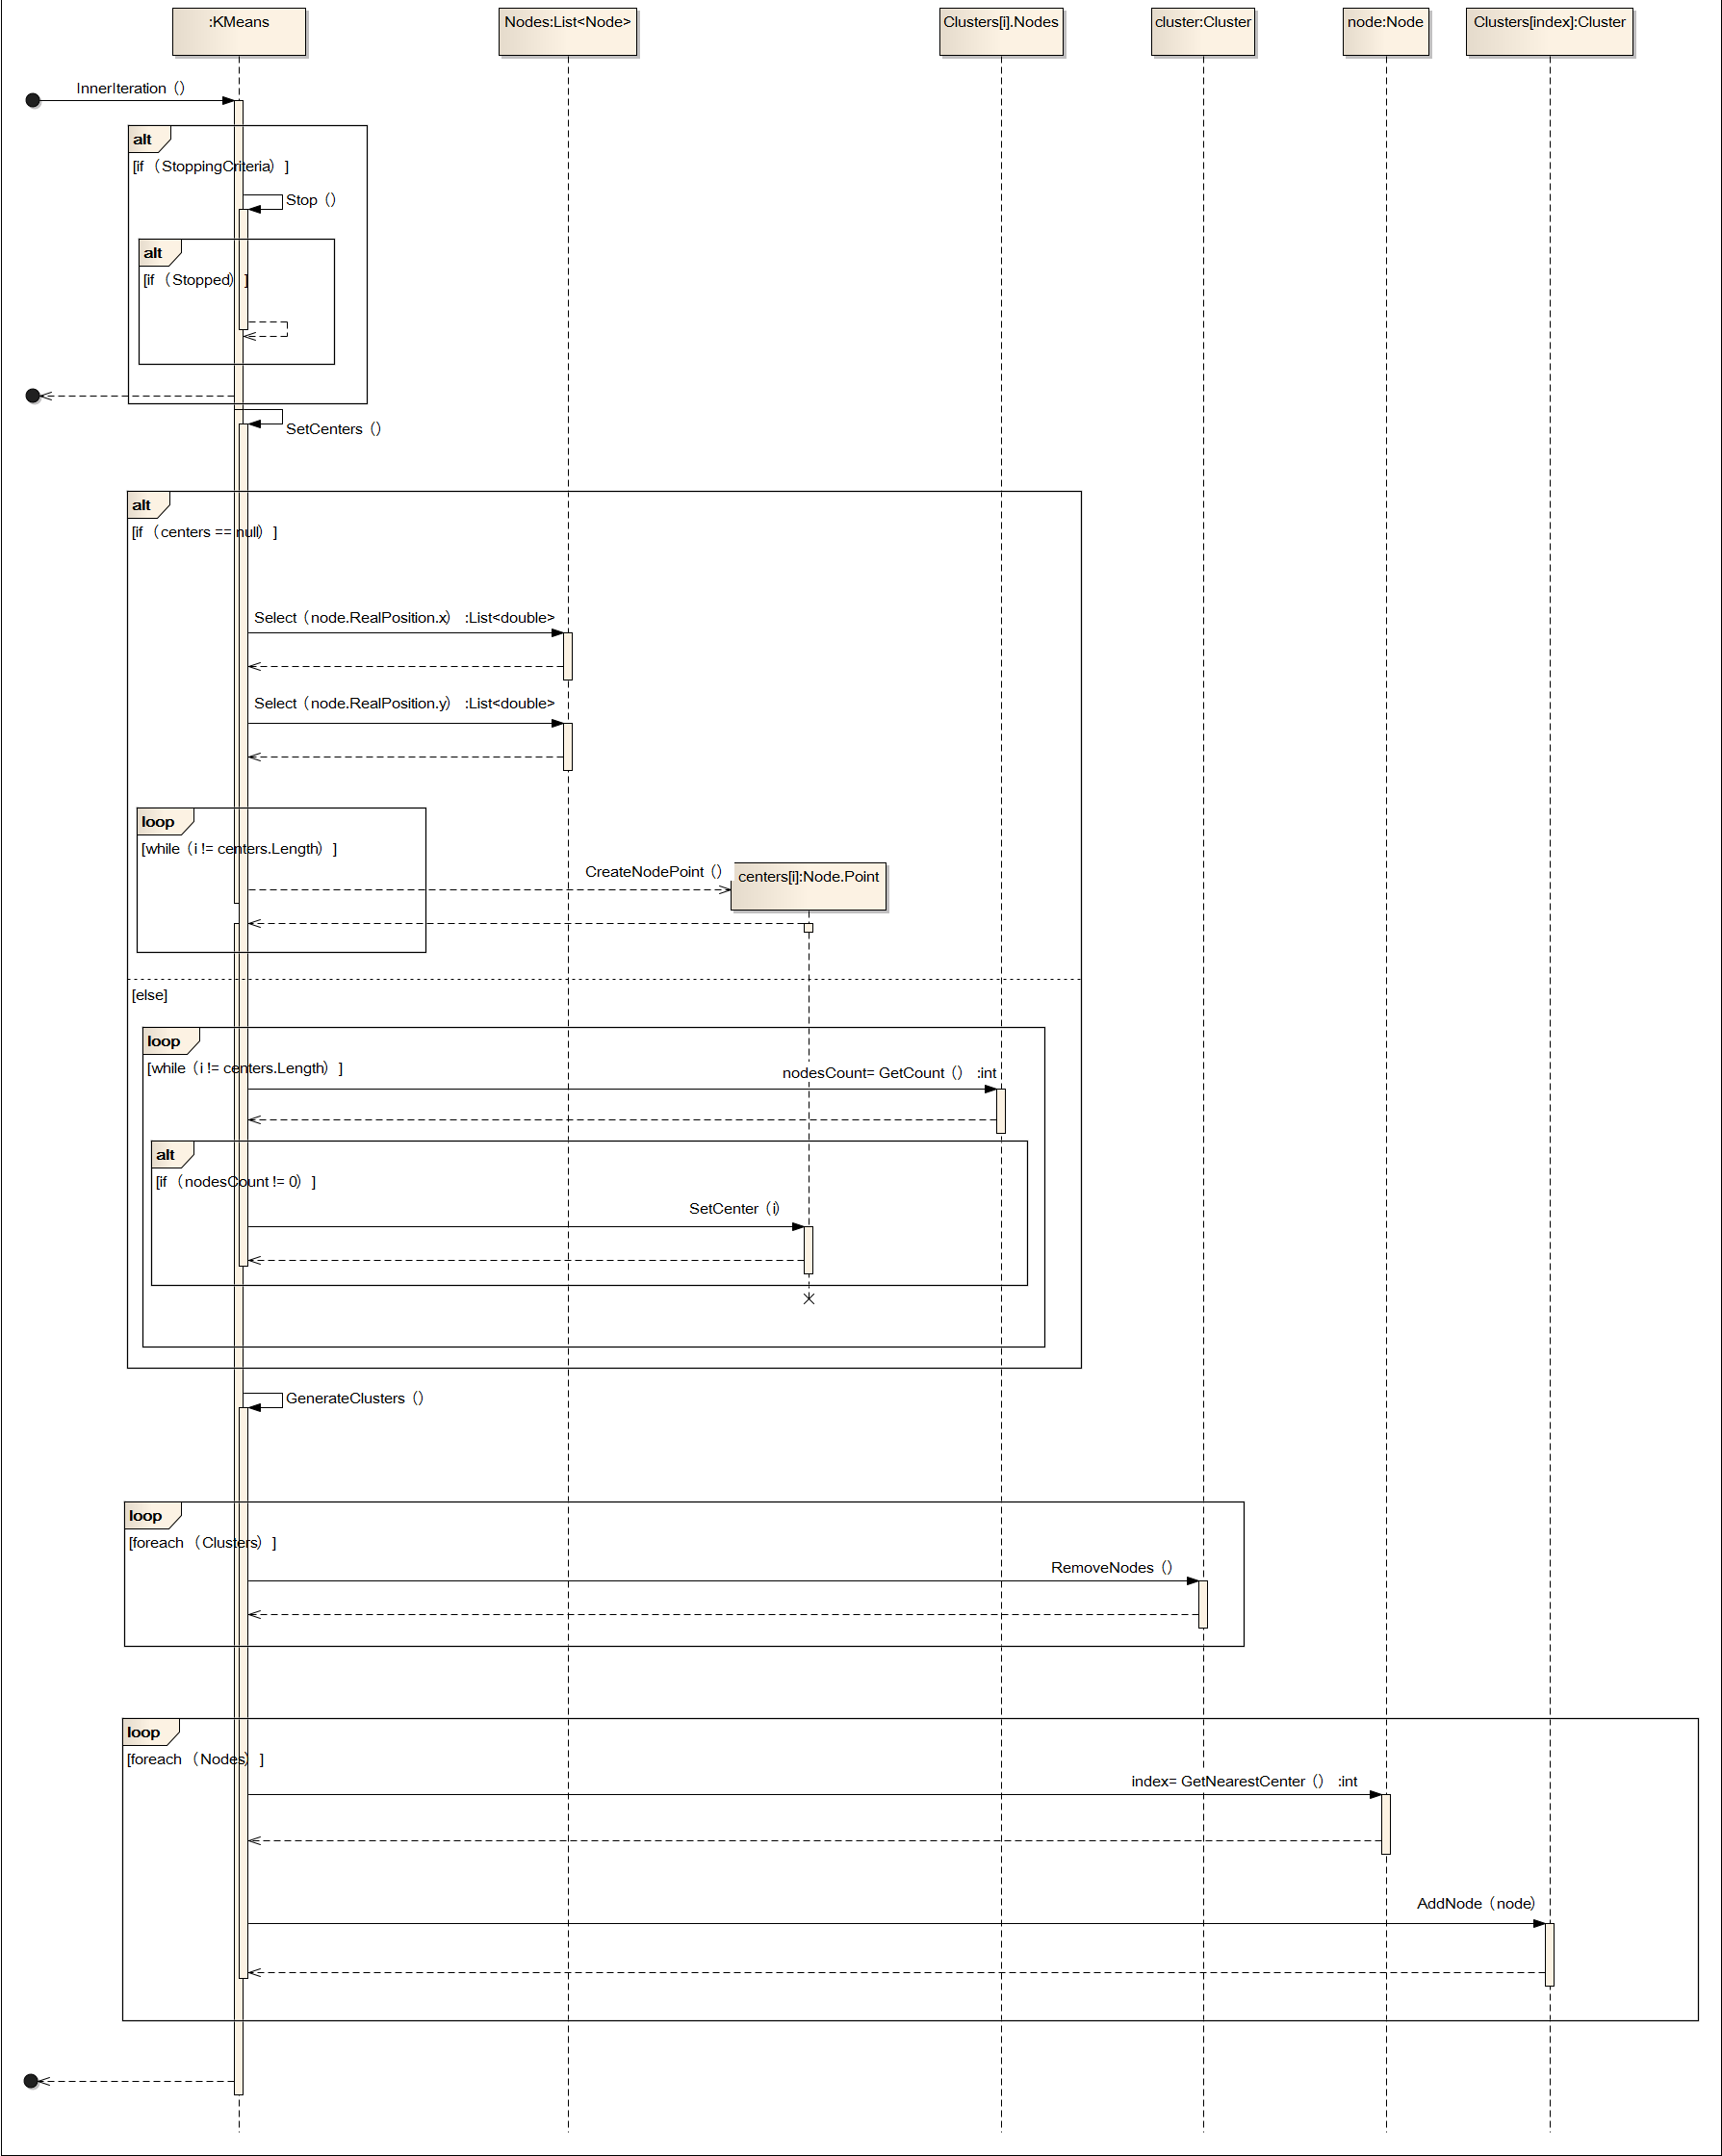 :KMeans
Nodes:List<Node>
Clusters[i].Nodes
cluster:Cluster
node:Node
Clusters[index]:Cluster
InnerIteration ()
alt
[if (StoppingCriteria) ]
Stop ()
alt
[if (Stopped) ]
SetCenters ()
alt
[if (centers == null) ]
Select (node.RealPosition.x) :List<double>
Select (node.RealPosition.y) :List<double>
loop
[while (i != centers.Length) ]
CreateNodePoint ()
centers[i]:Node.Point
[else]
loop
[while (i != centers.Length) ]
nodesCount= GetCount () :int
alt
[if (nodesCount != 0) ]
SetCenter (i)
GenerateClusters ()
loop
[foreach (Clusters) ]
RemoveNodes ()
loop
[foreach (Nodes) ]
index= GetNearestCenter () :int
AddNode (node)